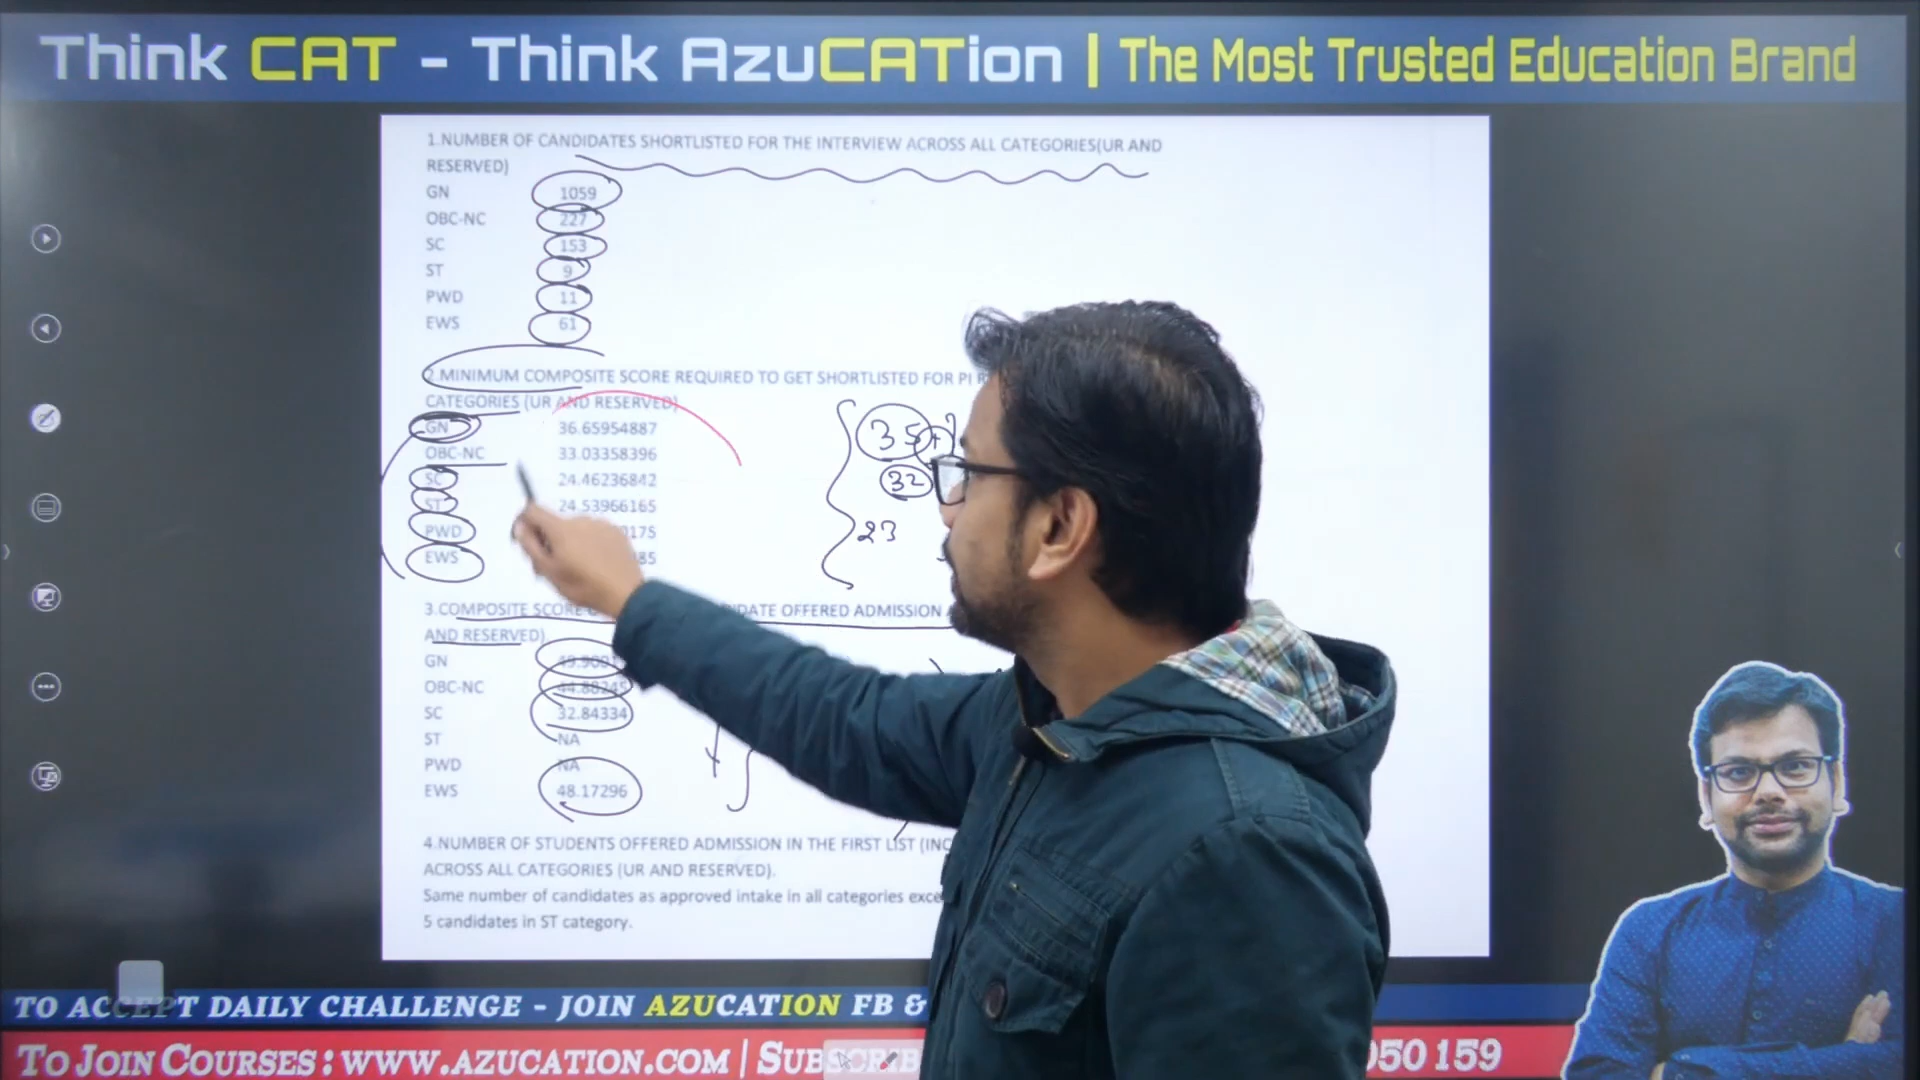 Think CAT - Think AzuCATion | The Most Trusted Education Brand
1.NUMBER OF CANDIDATES SHORTLISTED FOR THE INTERVIEW ACROSS ALL CATEGORIES(UR AND
RESERVED)
GN 1059
OBC-NC 227
SC 153
ST 9
PWD 11
EWS 61
2.MINIMUM COMPOSITE SCORE REQUIRED TO GET SHORTLISTED FOR PI
CATEGORIES (UR AND RESERVED)
GN 36.65954887
OBC-NC 33.03358396
SC 24.46236842
ST 24.53966165
PWD 0175
EWS 85
35+
32
23
3.COMPOSITE SCORE DATE OFFERED ADMISSION
AND RESERVED)
GN 49.900
OBC-NC 44.88245
SC 32.84334
ST NA
PWD NA
EWS 48.17296
4.NUMBER OF STUDENTS OFFERED ADMISSION IN THE FIRST LIST
ACROSS ALL CATEGORIES (UR AND RESERVED).
Same number of candidates as approved intake in all categories
5 candidates in ST category.
TO ACCEPT DAILY CHALLENGE - JOIN AZUCATION FB &
TO JOIN COURSES : WWW.AZUCATION.COM | SUBSCRIB 050 159